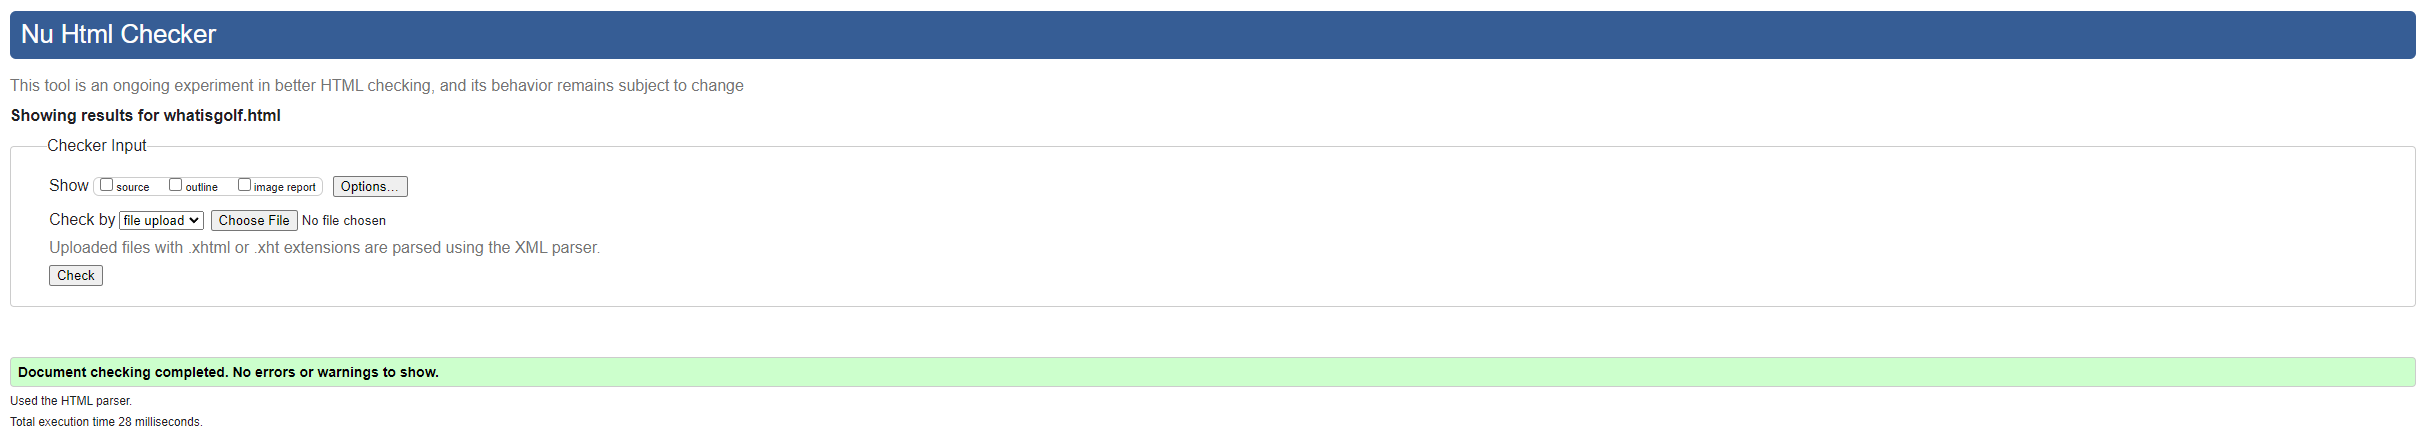 Nu Html Checker
This tool is an ongoing experiment in better HTML checking, and its behavior remains subject to change
Showing results for whatisgolf.html
Checker Input
Show source outline image report Options...
Check by file upload Choose File No file chosen
Uploaded files with .xhtml or .xht extensions are parsed using the XML parser.
Check
Document checking completed. No errors or warnings to show.
Used the HTML parser.
Total execution time 28 milliseconds.